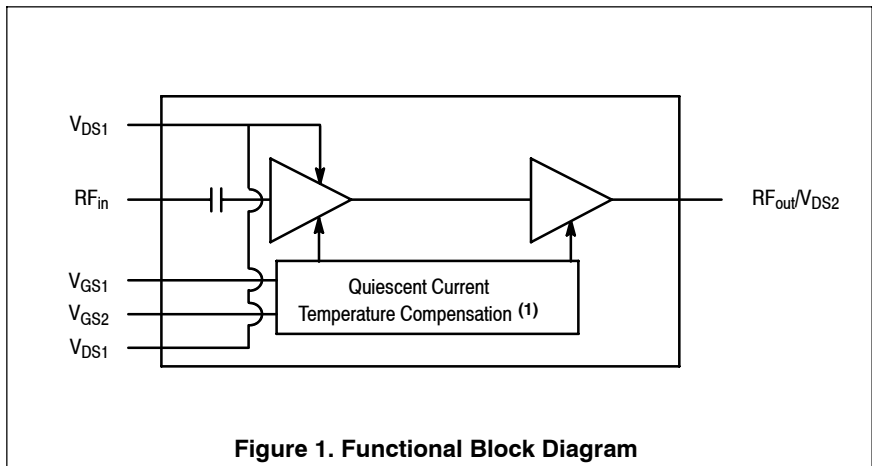 V_DS1
RF_in
V_GS1
V_GS2
V_DS1
Quiescent Current
Temperature Compensation (1)
RF_out/V_DS2
Figure 1. Functional Block Diagram